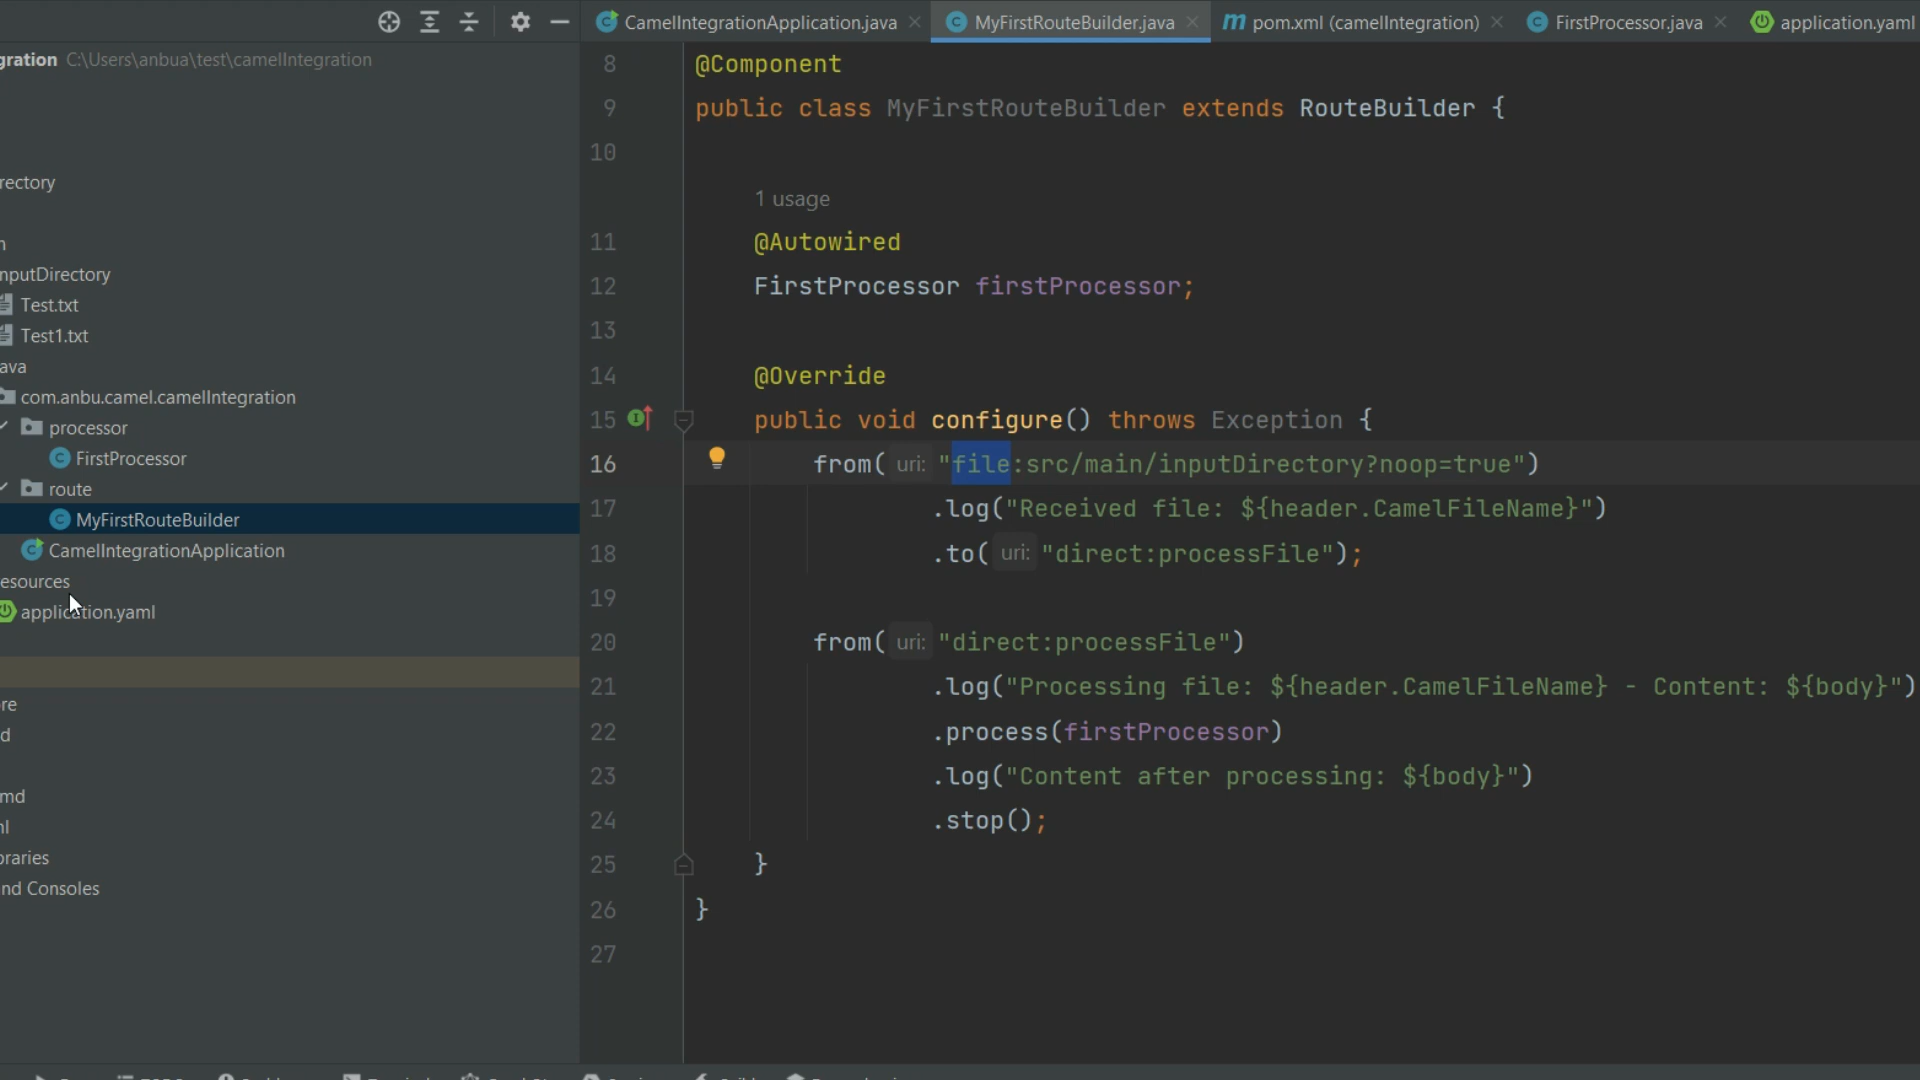 CamelIntegrationApplication.java
MyFirstRouteBuilder.java
pom.xml (camelIntegration)
FirstProcessor.java
application.yaml
gration C:\Users\anbua\test\camelIntegration
rectory
n
nputDirectory
Test.txt
Test1.txt
ava
com.anbu.camel.camelIntegration
processor
FirstProcessor
route
MyFirstRouteBuilder
CamelIntegrationApplication
esources
application.yaml
re
d
md
nl
braries
nd Consoles
8 @Component
9 public class MyFirstRouteBuilder extends RouteBuilder {
10
1 usage
11 @Autowired
12 FirstProcessor firstProcessor;
13
14 @Override
15 public void configure() throws Exception {
16 from( uri: "file:src/main/inputDirectory?noop=true")
17 .log("Received file: ${header.CamelFileName}")
18 .to( uri: "direct:processFile");
19
20 from( uri: "direct:processFile")
21 .log("Processing file: ${header.CamelFileName} - Content: ${body}")
22 .process(firstProcessor)
23 .log("Content after processing: ${body}")
24 .stop();
25 }
26 }
27